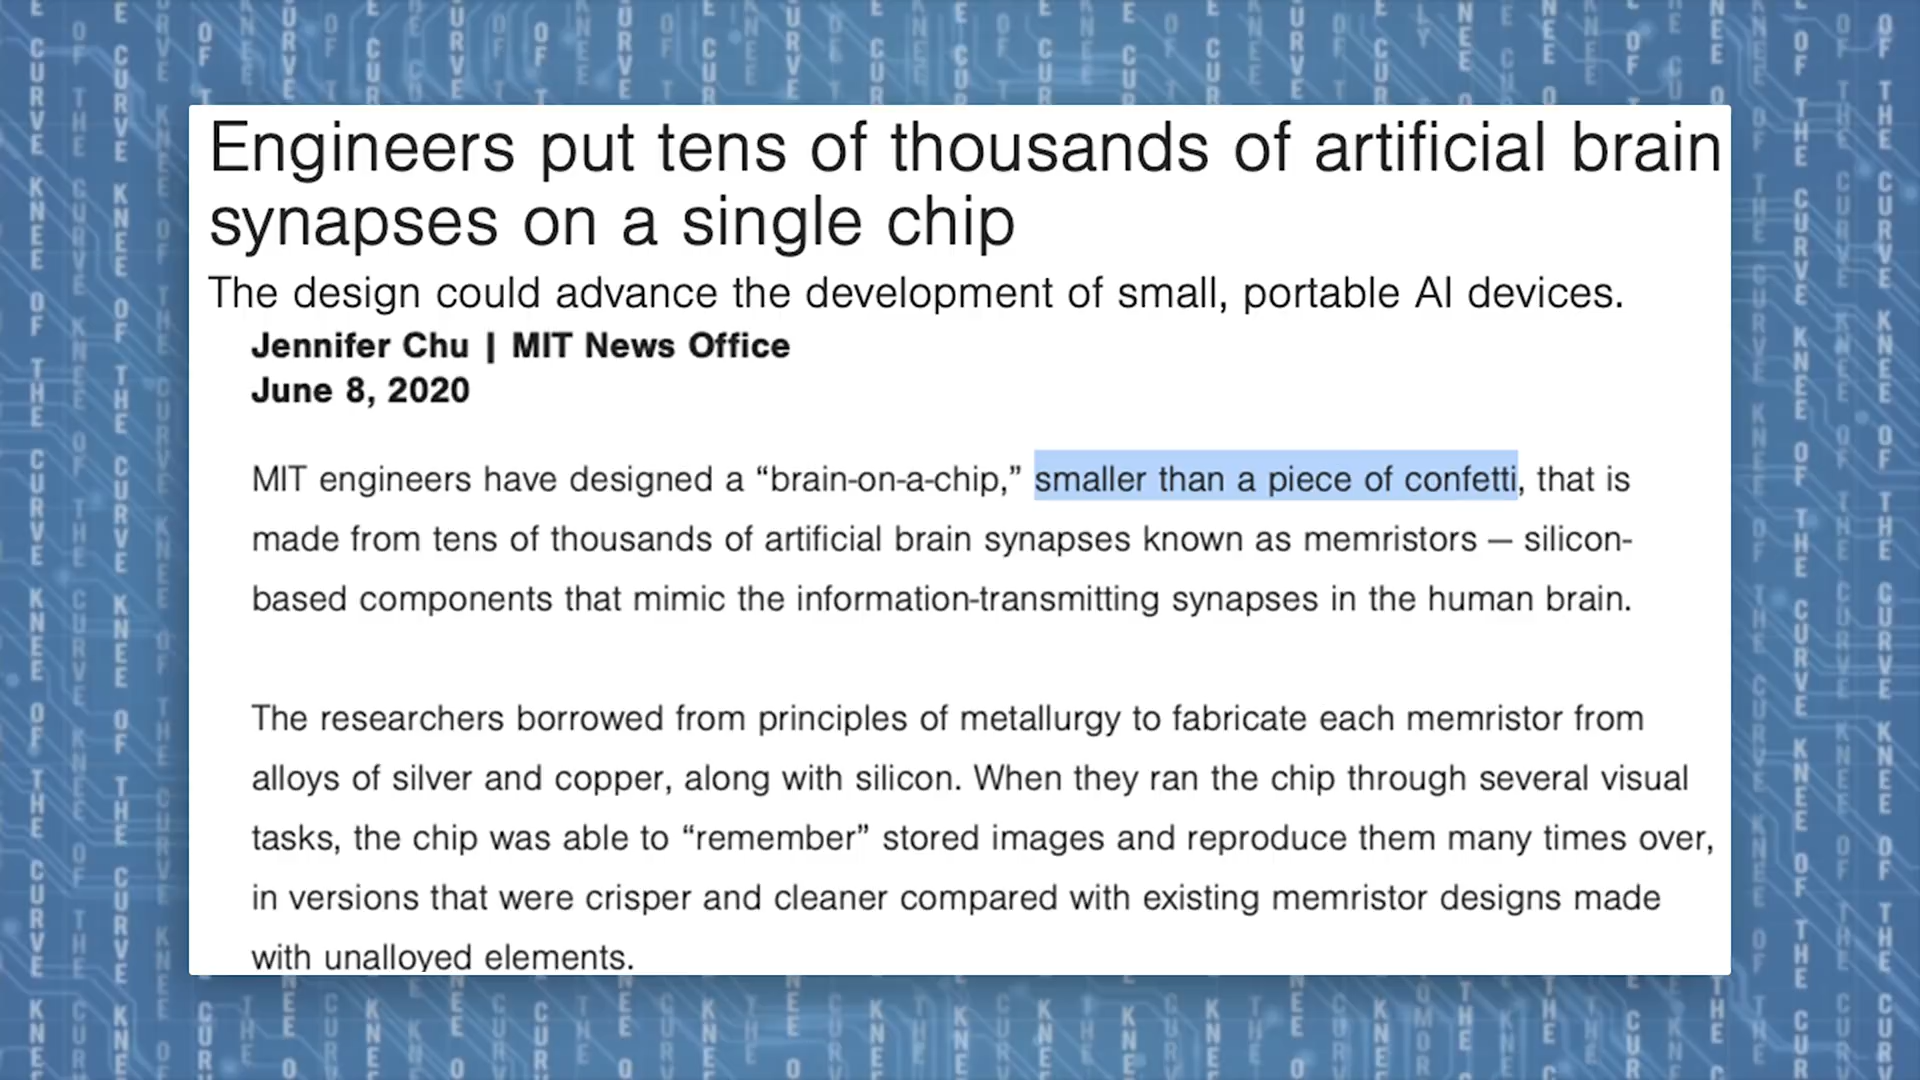 Engineers put tens of thousands of artificial brain
synapses on a single chip
The design could advance the development of small, portable AI devices.
Jennifer Chu | MIT News Office
June 8, 2020
MIT engineers have designed a “brain-on-a-chip,” smaller than a piece of confetti, that is
made from tens of thousands of artificial brain synapses known as memristors — silicon-
based components that mimic the information-transmitting synapses in the human brain.
The researchers borrowed from principles of metallurgy to fabricate each memristor from
alloys of silver and copper, along with silicon. When they ran the chip through several visual
tasks, the chip was able to “remember” stored images and reproduce them many times over,
in versions that were crisper and cleaner compared with existing memristor designs made
with unalloyed elements.